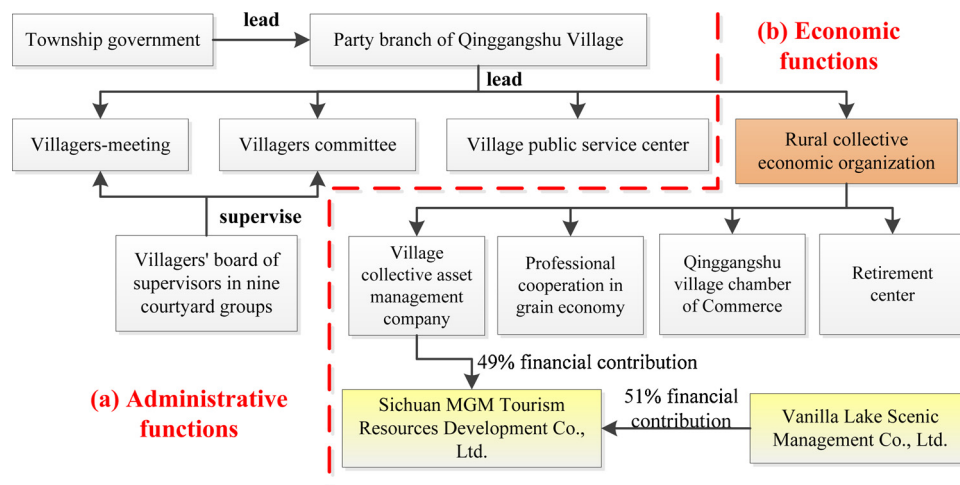 lead
Township government
Party branch of Qinggangshu Village
(b) Economic
functions
lead
Villagers-meeting
Villagers committee
Village public service center
Rural collective
economic organization
supervise
Villagers' board of
supervisors in nine
courtyard groups
Village
collective asset
management
company
Professional
cooperation in
grain economy
Qinggangshu
village chamber
of Commerce
Retirement
center
49% financial contribution
(a) Administrative
functions
Sichuan MGM Tourism
Resources Development Co.,
Ltd.
51% financial
contribution
Vanilla Lake Scenic
Management Co., Ltd.